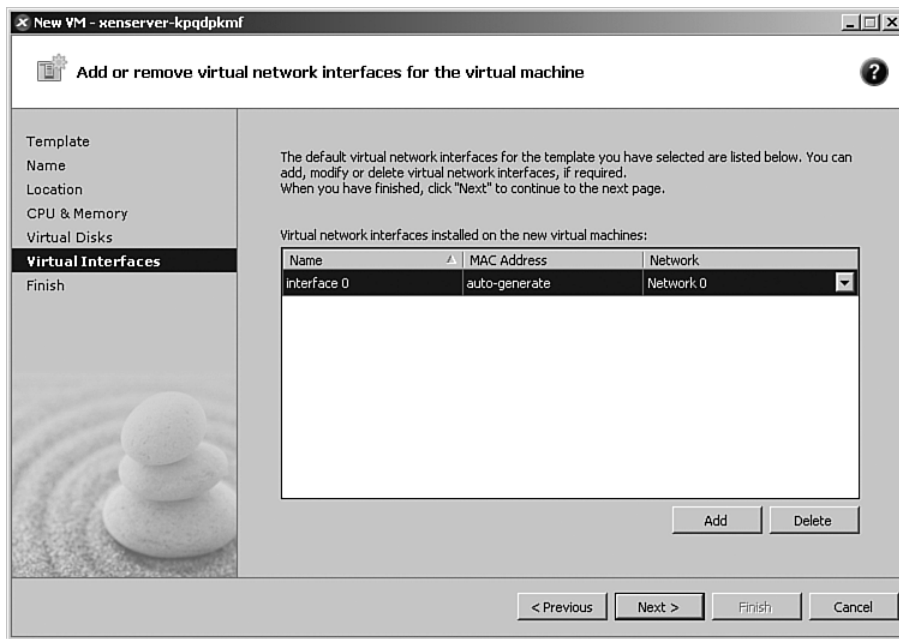 New VM - xenserver-kpqdpkmf
Add or remove virtual network interfaces for the virtual machine
?
Template
Name
Location
CPU & Memory
Virtual Disks
Virtual Interfaces
Finish
The default virtual network interfaces for the template you have selected are listed below. You can
add, modify or delete virtual network interfaces, if required.
When you have finished, click "Next" to continue to the next page.
Virtual network interfaces installed on the new virtual machines:
Name MAC Address Network
interface 0 auto-generate Network 0
Add Delete
< Previous Next > Finish Cancel